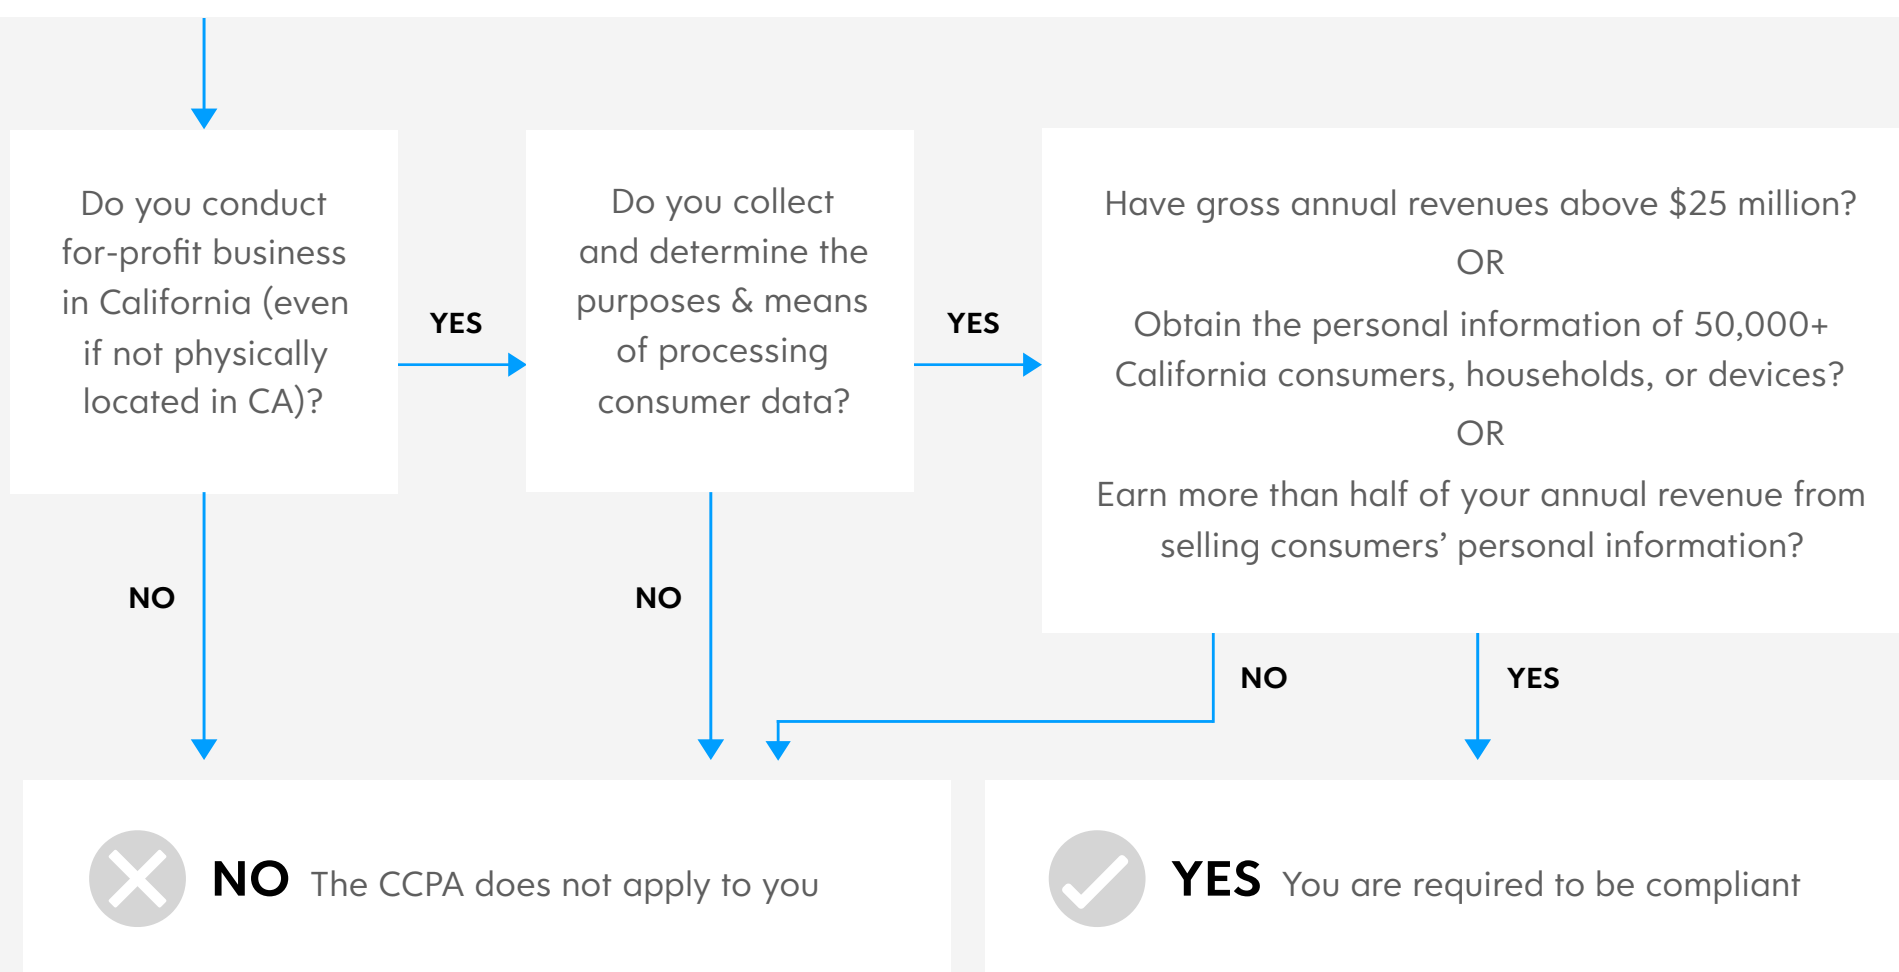 Do you conduct
for-profit business
in California (even
if not physically
located in CA)?
YES
Do you collect
and determine the
purposes & means
of processing
consumer data?
YES
Have gross annual revenues above $25 million?
OR
Obtain the personal information of 50,000+
California consumers, households, or devices?
OR
Earn more than half of your annual revenue from
selling consumers’ personal information?
NO
NO
NO
YES
NO The CCPA does not apply to you
YES You are required to be compliant